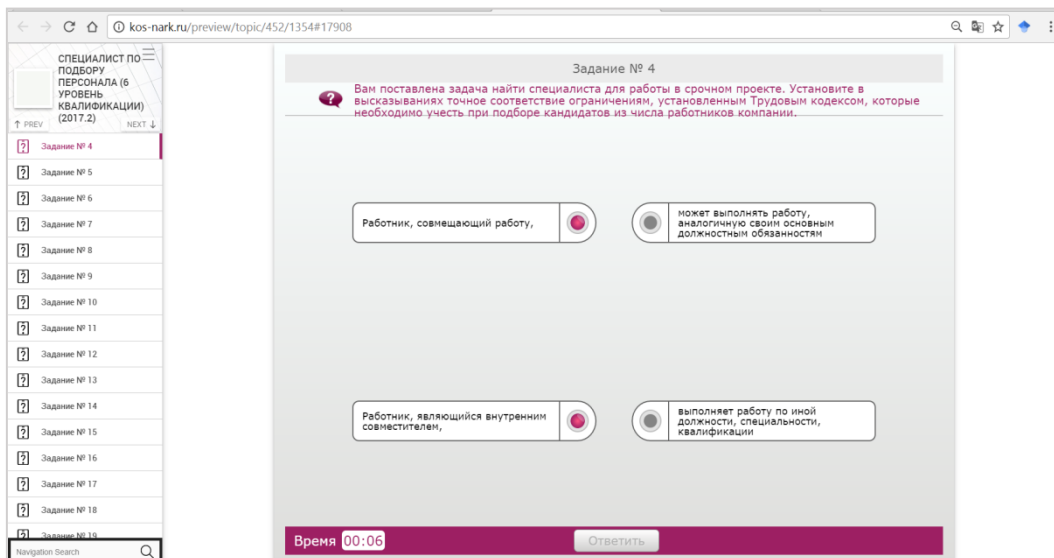 kos-nark.ru/preview/topic/452/1354#17908
СПЕЦИАЛИСТ ПО
ПОДБОРУ
ПЕРСОНАЛА (6
УРОВЕНЬ
КВАЛИФИКАЦИИ)
(2017.2)
↑ PREV
NEXT ↓
Задание № 4
Задание № 5
Задание № 6
Задание № 7
Задание № 8
Задание № 9
Задание № 10
Задание № 11
Задание № 12
Задание № 13
Задание № 14
Задание № 15
Задание № 16
Задание № 17
Задание № 18
Задание № 19
Navigation Search
Задание № 4
Вам поставлена задача найти специалиста для работы в срочном проекте. Установите в
высказываниях точное соответствие ограничениям, установленным Трудовым кодексом, которые
необходимо учесть при подборе кандидатов из числа работников компании.
Работник, совмещающий работу,
может выполнять работу,
аналогичную своим основным
должностным обязанностям
Работник, являющийся внутренним
совместителем,
выполняет работу по иной
должности, специальности,
квалификации
Время 00:06
Ответить